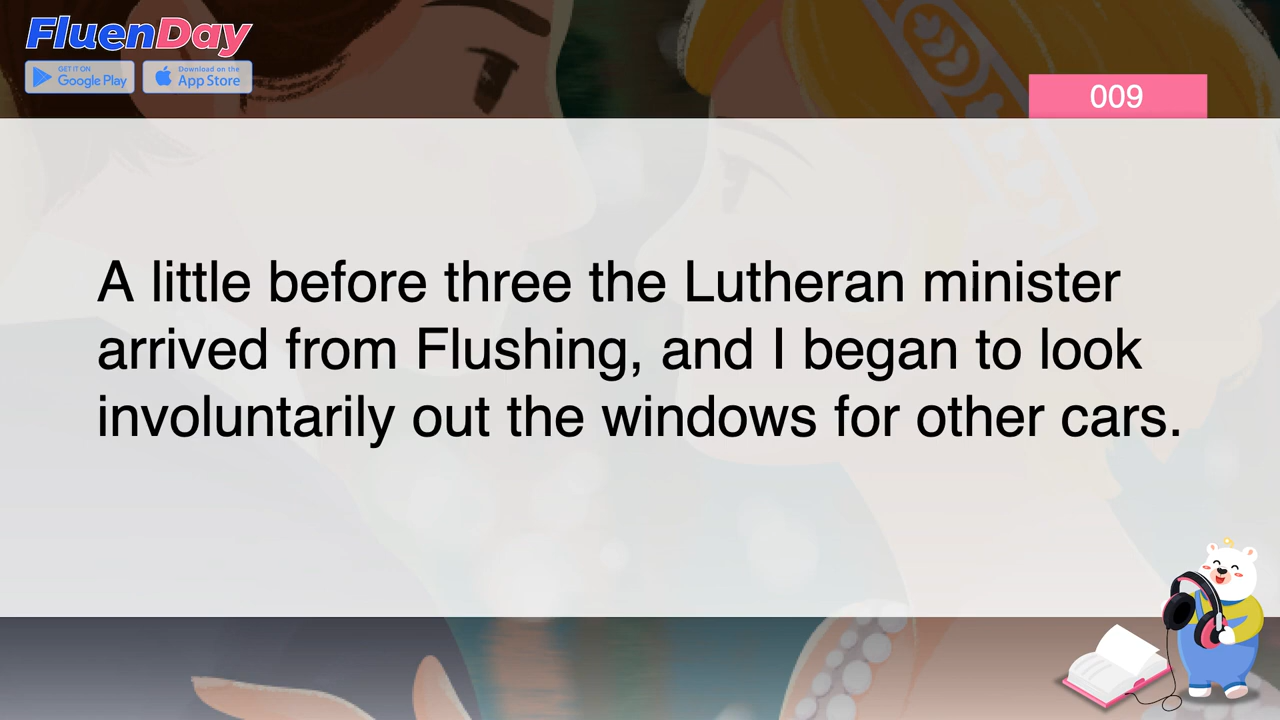 FluenDay
GET IT ON
Google Play
Download on the
App Store
009
A little before three the Lutheran minister
arrived from Flushing, and I began to look
involuntarily out the windows for other cars.